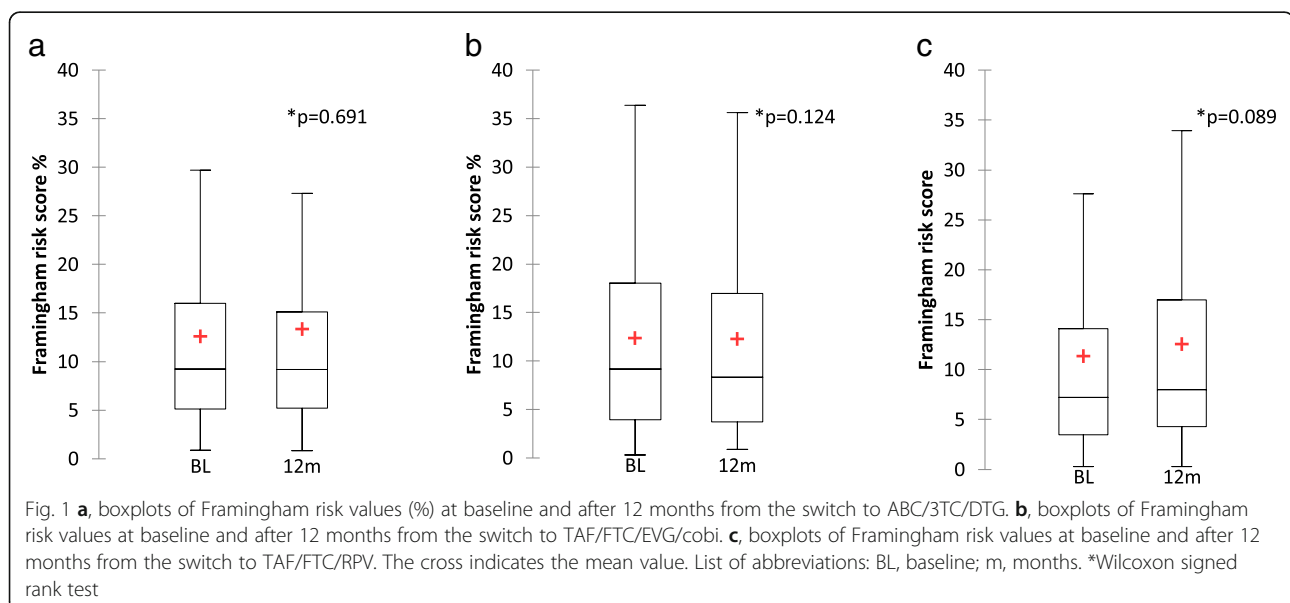 a
40
35
30
25
20
15
10
5
0
Framingham risk score %
*p=0.691
BL 12m
b
40
35
30
25
20
15
10
5
0
Framingham risk score %
*p=0.124
BL 12m
c
40
35
30
25
20
15
10
5
0
Framingham risk score
*p=0.089
BL 12m
Fig. 1 a, boxplots of Framingham risk values (%) at baseline and after 12 months from the switch to ABC/3TC/DTG. b, boxplots of Framingham
risk values at baseline and after 12 months from the switch to TAF/FTC/EVG/cobi. c, boxplots of Framingham risk values at baseline and after 12
months from the switch to TAF/FTC/RPV. The cross indicates the mean value. List of abbreviations: BL, baseline; m, months. *Wilcoxon signed
rank test